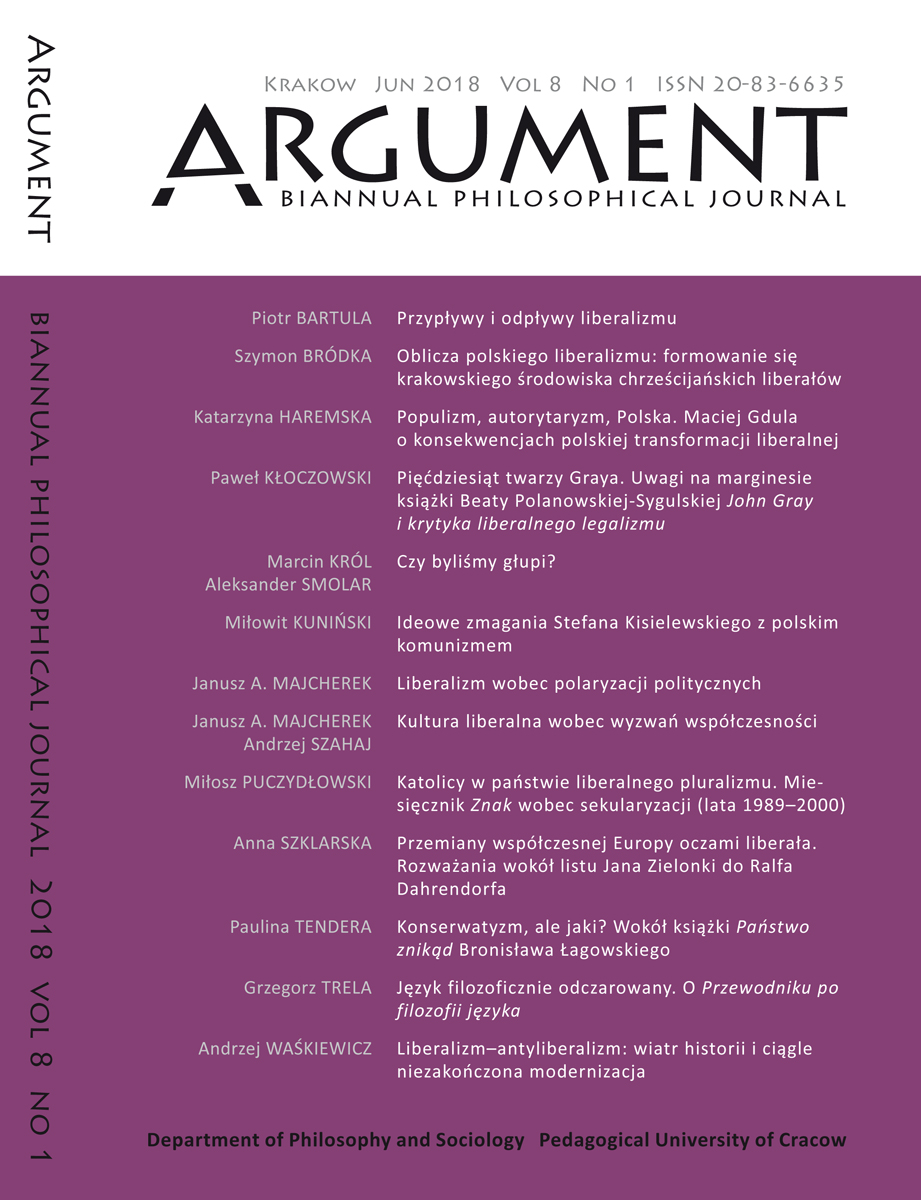 ARGUMENT
BIANNUAL PHILOSOPHICAL JOURNAL 2018 VOL 8 NO 1
KRAKOW JUN 2018 VOL 8 NO 1 ISSN 20-83-6635
ARGUMENT
BIANNUAL PHILOSOPHICAL JOURNAL
Piotr BARTULA Przypływy i odpływy liberalizmu
Szymon BRÓDKA Oblicza polskiego liberalizmu: formowanie się
krakowskiego środowiska chrześcijańskich liberałów
Katarzyna HAREMSKA Populizm, autorytaryzm, Polska. Maciej Gdula
o konsekwencjach polskiej transformacji liberalnej
Paweł KŁOCZOWSKI Pięćdziesiąt twarzy Graya. Uwagi na marginesie
książki Beaty Polanowskiej-Sygulskiej John Gray
i krytyka liberalnego legalizmu
Marcin KRÓL Czy byliśmy głupi?
Aleksander SMOLAR
Miłowit KUNIŃSKI Ideowe zmagania Stefana Kisielewskiego z polskim
komunizmem
Janusz A. MAJCHEREK Liberalizm wobec polaryzacji politycznych
Janusz A. MAJCHEREK Kultura liberalna wobec wyzwań współczesności
Andrzej SZAHAJ
Miłosz PUCZYDŁOWSKI Katolicy w państwie liberalnego pluralizmu. Mie-
sięcznik Znak wobec sekularyzacji (lata 1989–2000)
Anna SZKLARSKA Przemiany współczesnej Europy oczami liberała.
Rozważania wokół listu Jana Zielonki do Ralfa
Dahrendorfa
Paulina TENDERA Konserwatyzm, ale jaki? Wokół książki Państwo
znikąd Bronisława Łagowskiego
Grzegorz TRELA Język filozoficznie odczarowany. O Przewodniku po
filozofii języka
Andrzej WAŚKIEWICZ Liberalizm–antyliberalizm: wiatr historii i ciągle
niezakończona modernizacja
Department of Philosophy and Sociology Pedagogical University of Cracow